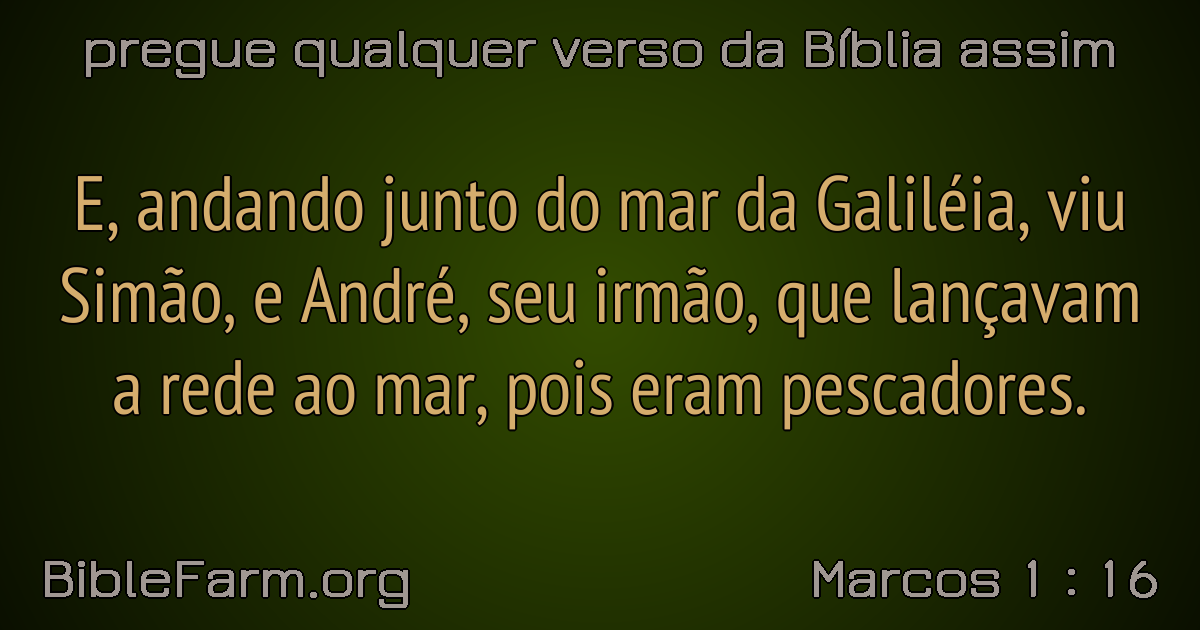 pregue qualquer verso da Bíblia assim
E, andando junto do mar da Galiléia, viu
Simão, e André, seu irmão, que lançavam
a rede ao mar, pois eram pescadores.
BibleFarm.org
Marcos 1 : 16